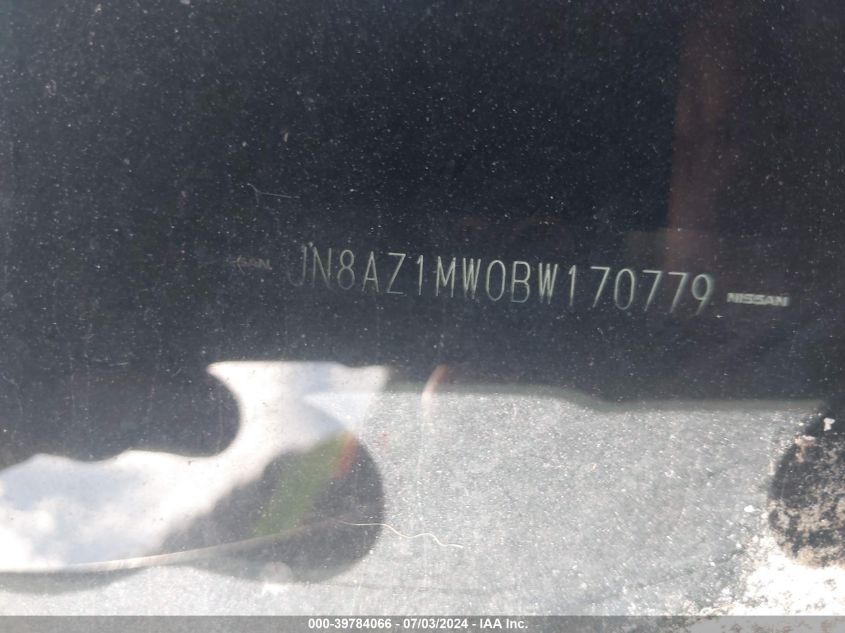 JN8AZ1MW0BW170779 NISSAN
000-39784066 - 07/03/2024 - IAA Inc.